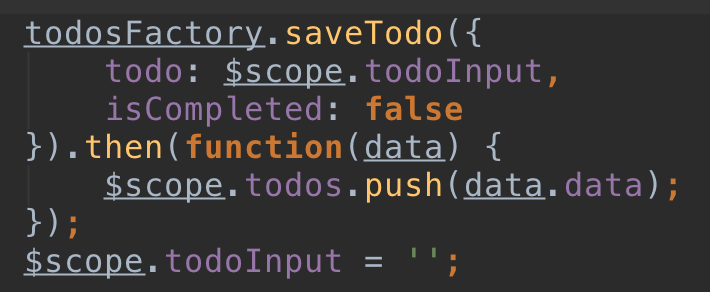 todosFactory.saveTodo({
    todo: $scope.todoInput,
    isCompleted: false
}).then(function(data) {
    $scope.todos.push(data.data);
});
$scope.todoInput = '';